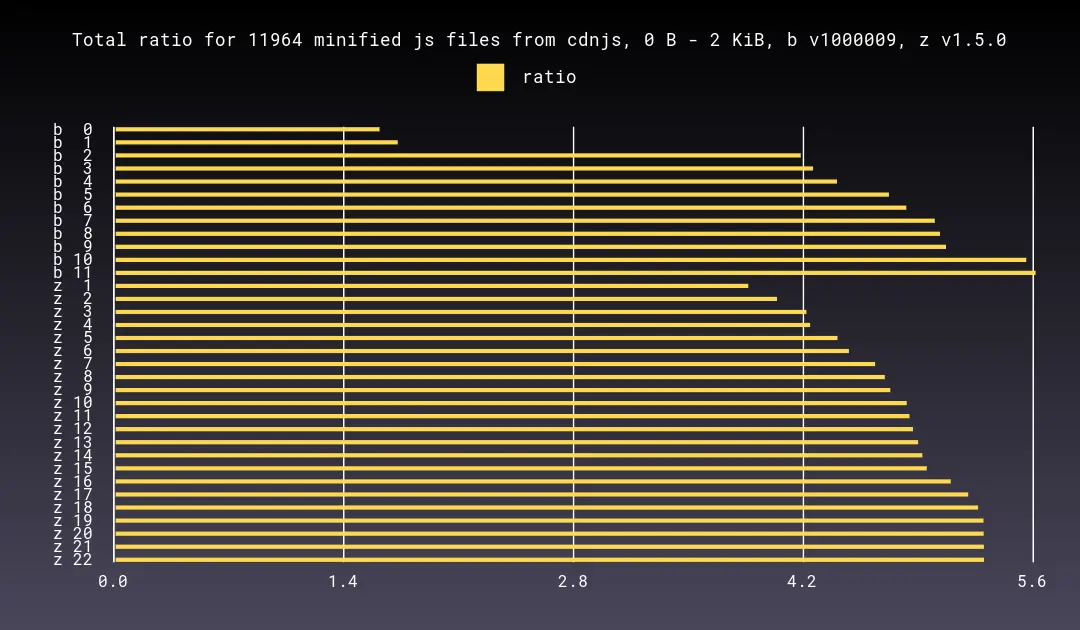 Total ratio for 11964 minified js files from cdnjs, 0 B - 2 KiB, b v1000009, z v1.5.0
ratio
b 0
b 1
b 2
b 3
b 4
b 5
b 6
b 7
b 8
b 9
b 10
b 11
z 1
z 2
z 3
z 4
z 5
z 6
z 7
z 8
z 9
z 10
z 11
z 12
z 13
z 14
z 15
z 16
z 17
z 18
z 19
z 20
z 21
z 22
0.0 1.4 2.8 4.2 5.6